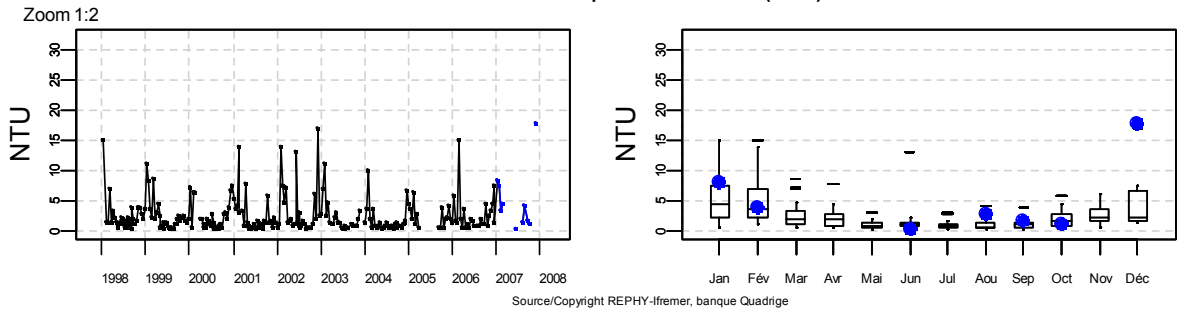 Zoom 1:2
NTU
0 5 10 15 20 25 30
1998 1999 2000 2001 2002 2003 2004 2005 2006 2007 2008
NTU
0 5 10 15 20 25 30
Jan Fév Mar Avr Mai Jun Jul Aou Sep Oct Nov Déc
Source/Copyright REPHY-Ifremer, banque Quadrige